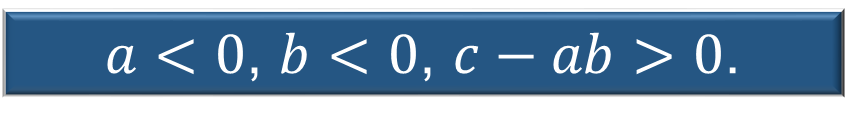 a < 0, b < 0, c − ab > 0.